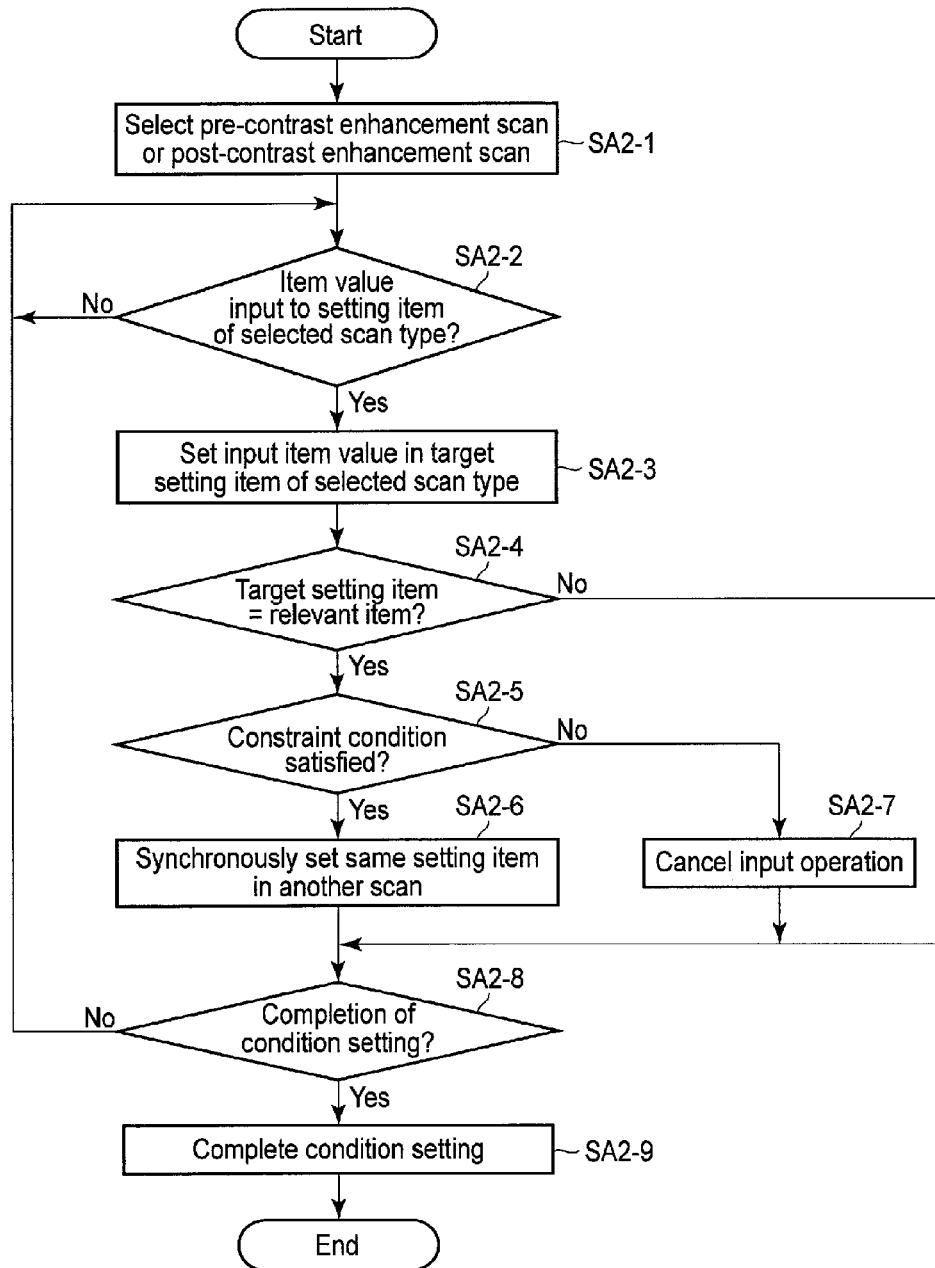 Start
Select pre-contrast enhancement scan
or post-contrast enhancement scan
SA2-1
SA2-2
Item value
input to setting item
of selected scan type?
No
Yes
Set input item value in target
setting item of selected scan type
SA2-3
SA2-4
Target setting item
= relevant item?
No
Yes
SA2-5
Constraint condition
satisfied?
No
Yes
SA2-6
SA2-7
Synchronously set same setting item
in another scan
Cancel input operation
SA2-8
Completion of
condition setting?
No
Yes
Complete condition setting
SA2-9
End